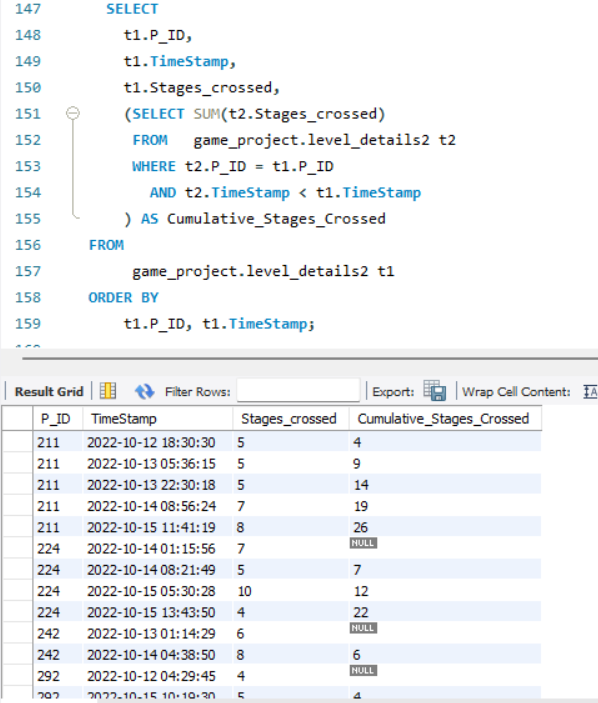 147 SELECT
148 t1.P_ID,
149 t1.TimeStamp,
150 t1.Stages_crossed,
151 (SELECT SUM(t2.Stages_crossed)
152 FROM game_project.level_details2 t2
153 WHERE t2.P_ID = t1.P_ID
154 AND t2.TimeStamp < t1.TimeStamp
155 ) AS Cumulative_Stages_Crossed
156 FROM
157 game_project.level_details2 t1
158 ORDER BY
159 t1.P_ID, t1.TimeStamp;
Result Grid Filter Rows: Export: Wrap Cell Content: IA
P_ID TimeStamp Stages_crossed Cumulative_Stages_Crossed
211 2022-10-12 18:30:30 5 4
211 2022-10-13 05:36:15 5 9
211 2022-10-13 22:30:18 5 14
211 2022-10-14 08:56:24 7 19
211 2022-10-15 11:41:19 8 26
224 2022-10-14 01:15:56 7 NULL
224 2022-10-14 08:21:49 5 7
224 2022-10-15 05:30:28 10 12
224 2022-10-15 13:43:50 4 22
242 2022-10-13 01:14:29 6 NULL
242 2022-10-14 04:38:50 8 6
292 2022-10-12 04:29:45 4 NULL
292 2022-10-15 10:19:30 5 4